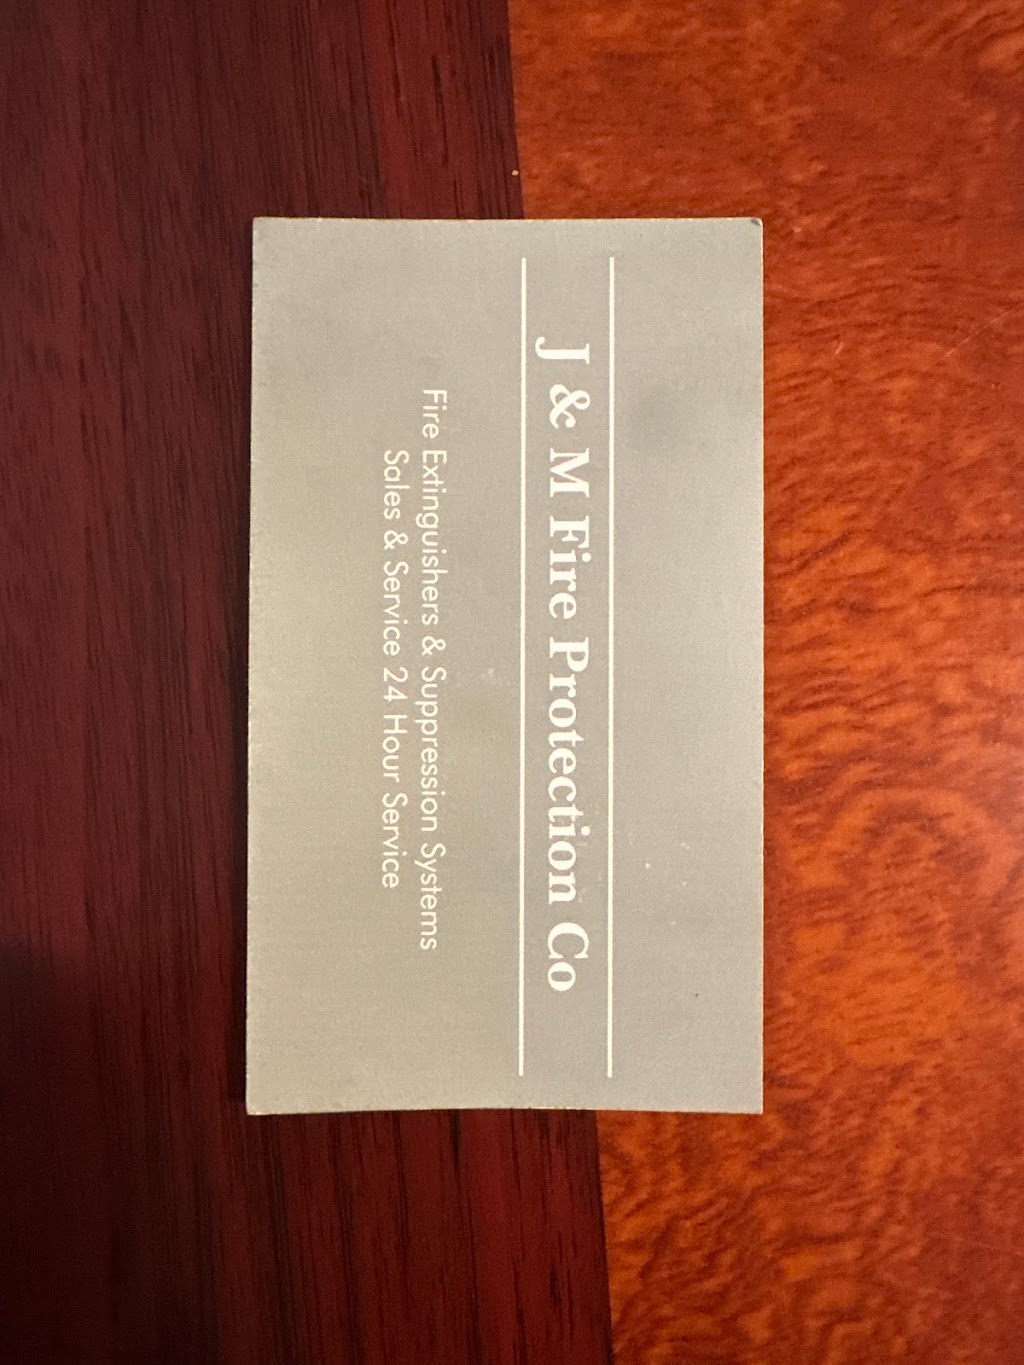 J & M Fire Protection Co
Fire Extinguishers & Suppression Systems
Sales & Service 24 Hour Service